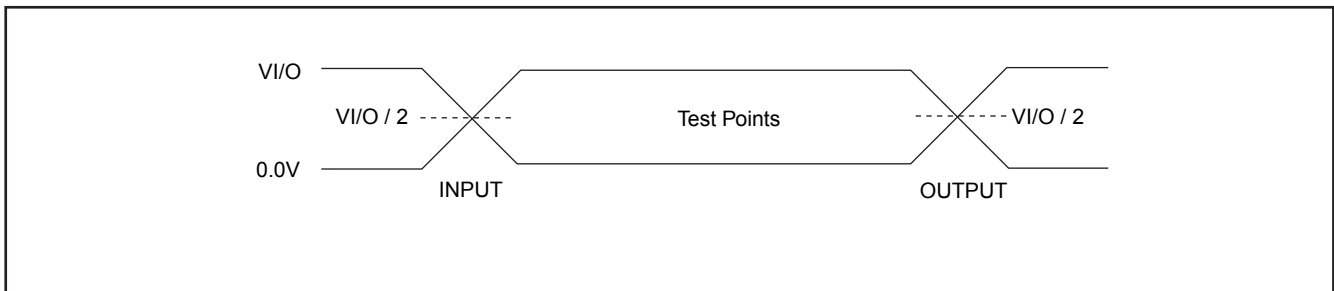 VI/O
VI/O / 2
Test Points
VI/O / 2
0.0V
INPUT
OUTPUT